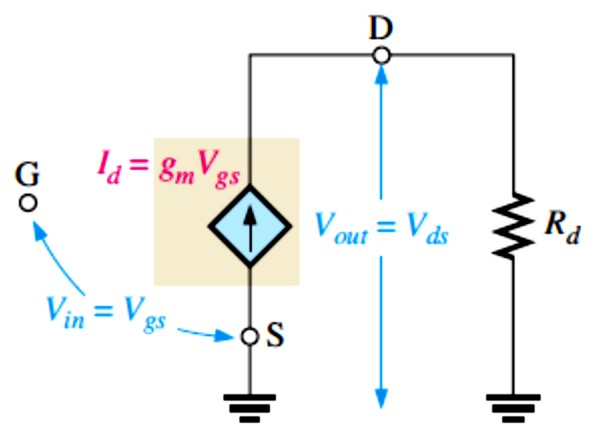 D
I_d = g_m V_gs
G
V_out = V_ds
R_d
V_in = V_gs
S